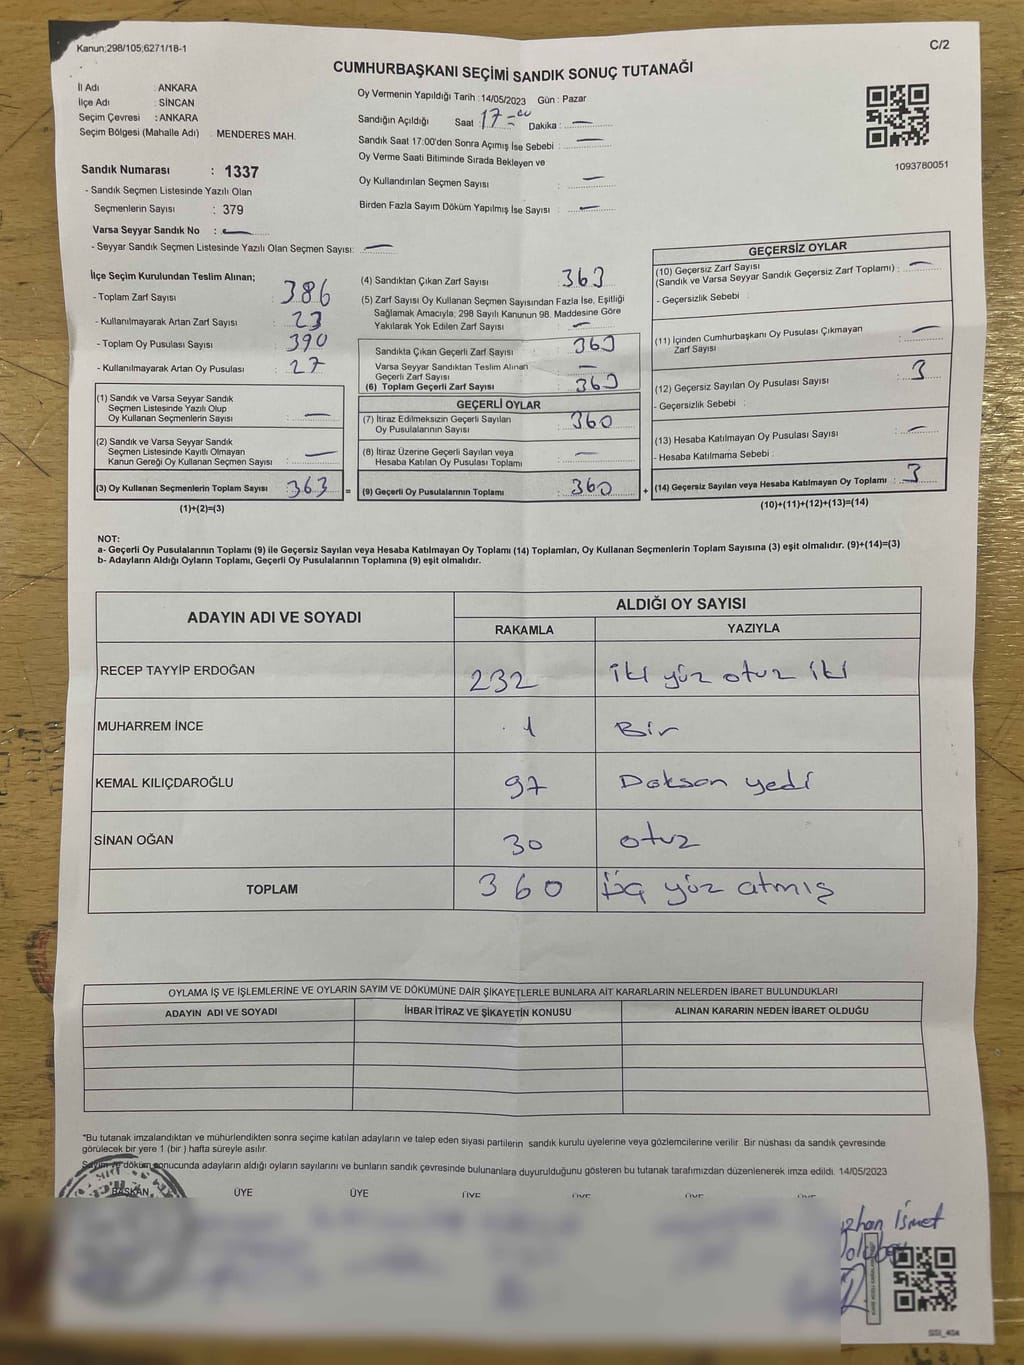 Kanun;298/105;6271/18-1
C/2
CUMHURBAŞKANI SEÇİMİ SANDIK SONUÇ TUTANAĞI
İl Adı : ANKARA
İlçe Adı : SİNCAN
Seçim Çevresi : ANKARA
Seçim Bölgesi (Mahalle Adı) : MENDERES MAH.
Sandık Numarası : 1337
- Sandık Seçmen Listesinde Yazılı Olan
Seçmenlerin Sayısı : 379
Varsa Seyyar Sandık No : —
- Seyyar Sandık Seçmen Listesinde Yazılı Olan Seçmen Sayısı: —
Oy Vermenin Yapıldığı Tarih : 14/05/2023 Gün : Pazar
Sandığın Açıldığı Saat : 17=00 Dakika : —
Sandık Saat 17:00'den Sonra Açımış İse Sebebi : —
Oy Verme Saati Bitiminde Sırada Bekleyen ve
Oy Kullandırılan Seçmen Sayısı : —
Birden Fazla Sayım Döküm Yapılmış İse Sayısı : —
1093780051
İlçe Seçim Kurulundan Teslim Alınan;
- Toplam Zarf Sayısı : 386
- Kullanılmayarak Artan Zarf Sayısı : 23
- Toplam Oy Pusulası Sayısı : 390
- Kullanılmayarak Artan Oy Pusulası : 27
(1) Sandık ve Varsa Seyyar Sandık
Seçmen Listesinde Yazılı Olup
Oy Kullanan Seçmenlerin Sayısı : —
(2) Sandık ve Varsa Seyyar Sandık
Seçmen Listesinde Kayıtlı Olmayan
Kanun Gereği Oy Kullanan Seçmen Sayısı : —
(3) Oy Kullanan Seçmenlerin Toplam Sayısı : 363 =
(1)+(2)=(3)
(4) Sandıktan Çıkan Zarf Sayısı : 363
(5) Zarf Sayısı Oy Kullanan Seçmen Sayısından Fazla İse, Eşitliği
Sağlamak Amacıyla; 298 Sayılı Kanunun 98. Maddesine Göre
Yakılarak Yok Edilen Zarf Sayısı : —
Sandıkta Çıkan Geçerli Zarf Sayısı : 363
Varsa Seyyar Sandıktan Teslim Alınan
Geçerli Zarf Sayısı : —
(6) Toplam Geçerli Zarf Sayısı : 363
GEÇERLİ OYLAR
(7) İtiraz Edilmeksizin Geçerli Sayılan
Oy Pusulalarının Sayısı : 360
(8) İtiraz Üzerine Geçerli Sayılan veya
Hesaba Katılan Oy Pusulası Toplamı : —
(9) Geçerli Oy Pusulalarının Toplamı : 360 +
GEÇERSİZ OYLAR
(10) Geçersiz Zarf Sayısı
(Sandık ve Varsa Seyyar Sandık Geçersiz Zarf Toplamı) : —
- Geçersizlik Sebebi :
(11) İçinden Cumhurbaşkanı Oy Pusulası Çıkmayan
Zarf Sayısı : —
(12) Geçersiz Sayılan Oy Pusulası Sayısı : 3
- Geçersizlik Sebebi :
(13) Hesaba Katılmayan Oy Pusulası Sayısı : —
- Hesaba Katılmama Sebebi :
(14) Geçersiz Sayılan veya Hesaba Katılmayan Oy Toplamı : 3
(10)+(11)+(12)+(13)=(14)
NOT:
a- Geçerli Oy Pusulalarının Toplamı (9) ile Geçersiz Sayılan veya Hesaba Katılmayan Oy Toplamı (14) Toplamları, Oy Kullanan Seçmenlerin Toplam Sayısına (3) eşit olmalıdır. (9)+(14)=(3)
b- Adayların Aldığı Oyların Toplamı, Geçerli Oy Pusulalarının Toplamına (9) eşit olmalıdır.
ADAYIN ADI VE SOYADI ALDIĞI OY SAYISI
RAKAMLA YAZIYLA
RECEP TAYYİP ERDOĞAN 232 iki yüz otuz iki
MUHARREM İNCE 1 Bir
KEMAL KILIÇDAROĞLU 97 Doksan yedi
SİNAN OĞAN 30 otuz
TOPLAM 360 üç yüz atmış
OYLAMA İŞ VE İŞLEMLERİNE VE OYLARIN SAYIM VE DÖKÜMÜNE DAİR ŞİKAYETLERLE BUNLARA AİT KARARLARIN NELERDEN İBARET BULUNDUKLARI
ADAYIN ADI VE SOYADI İHBAR İTİRAZ VE ŞİKAYETİN KONUSU ALINAN KARARIN NEDEN İBARET OLDUĞU
*Bu tutanak imzalandıktan ve mühürlendikten sonra seçime katılan adayların ve talep eden siyasi partilerin sandık kurulu üyelerine veya gözlemcilerine verilir. Bir nüshası da sandık çevresinde
görülecek bir yere 1 (bir ) hafta süreyle asılır.
Sayım ve döküm sonucunda adayların aldığı oyların sayılarını ve bunların sandık çevresinde bulunanlara duyurulduğunu gösteren bu tutanak tarafımızdan düzenlenerek imza edildi. 14/05/2023
BAŞKAN ÜYE ÜYE ÜYE ÜYE ÜYE ÜYE
İsmet